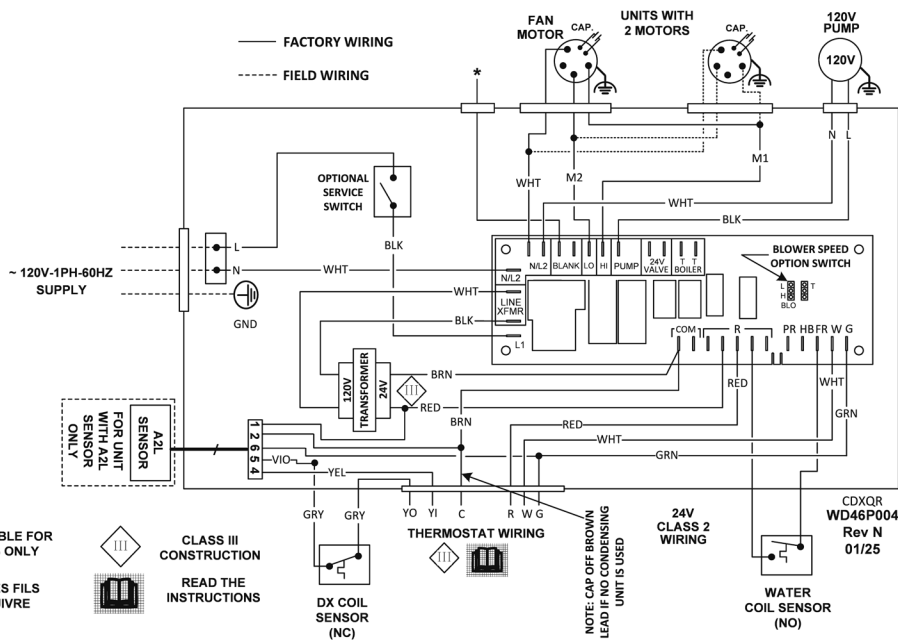 FAN
MOTOR
CAP.
UNITS WITH
2 MOTORS
CAP.
120V
PUMP
120V
FACTORY WIRING
FIELD WIRING
*
N L
M1
M2
WHT
WHT
BLK
OPTIONAL
SERVICE
SWITCH
BLK
L
N
WHT
~ 120V-1PH-60HZ
SUPPLY
GND
N/L2 BLANK LO HI PUMP 24V VALVE T T BOILER
BLOWER SPEED
OPTION SWITCH
L T
H
BLO
N/L2
LINE
XFMR
L1
WHT
BLK
COM R PR HB FR W G
120V
TRANSFORMER
24V
III
BRN
RED
BRN
RED
WHT
GRN
RED
WHT
GRN
A2L
SENSOR
FOR UNIT
WITH A2L
SENSOR
ONLY
1
2
6
5
4
VIO
YEL
GRY GRY YO YI C R W G
THERMOSTAT WIRING
III
24V
CLASS 2
WIRING
CDXQR
WD46P004
Rev N
01/25
NOTE: CAP OFF BROWN
LEAD IF NO CONDENSING
UNIT IS USED
IBLE FOR
S ONLY
III
CLASS III
CONSTRUCTION
ES FILS
UIVRE
READ THE
INSTRUCTIONS
DX COIL
SENSOR
(NC)
WATER
COIL SENSOR
(NO)